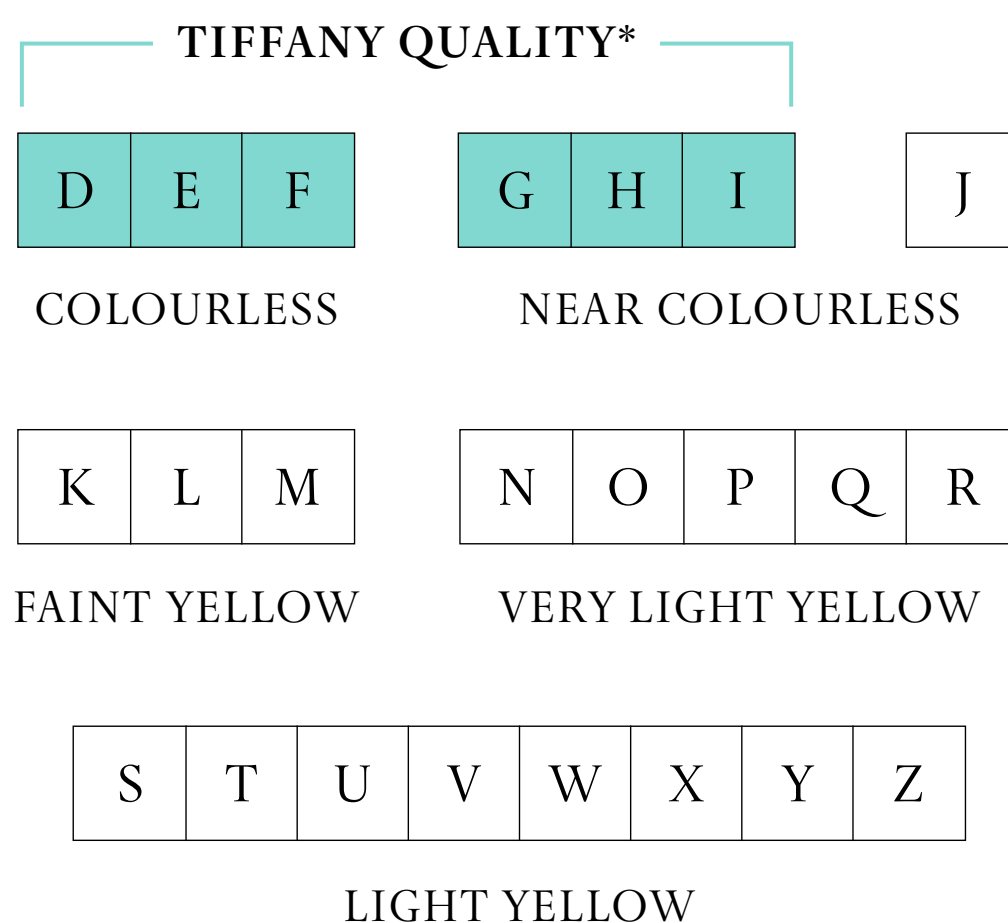 TIFFANY QUALITY*
D E F G H I J
COLOURLESS NEAR COLOURLESS
K L M N O P Q R
FAINT YELLOW VERY LIGHT YELLOW
S T U V W X Y Z
LIGHT YELLOW